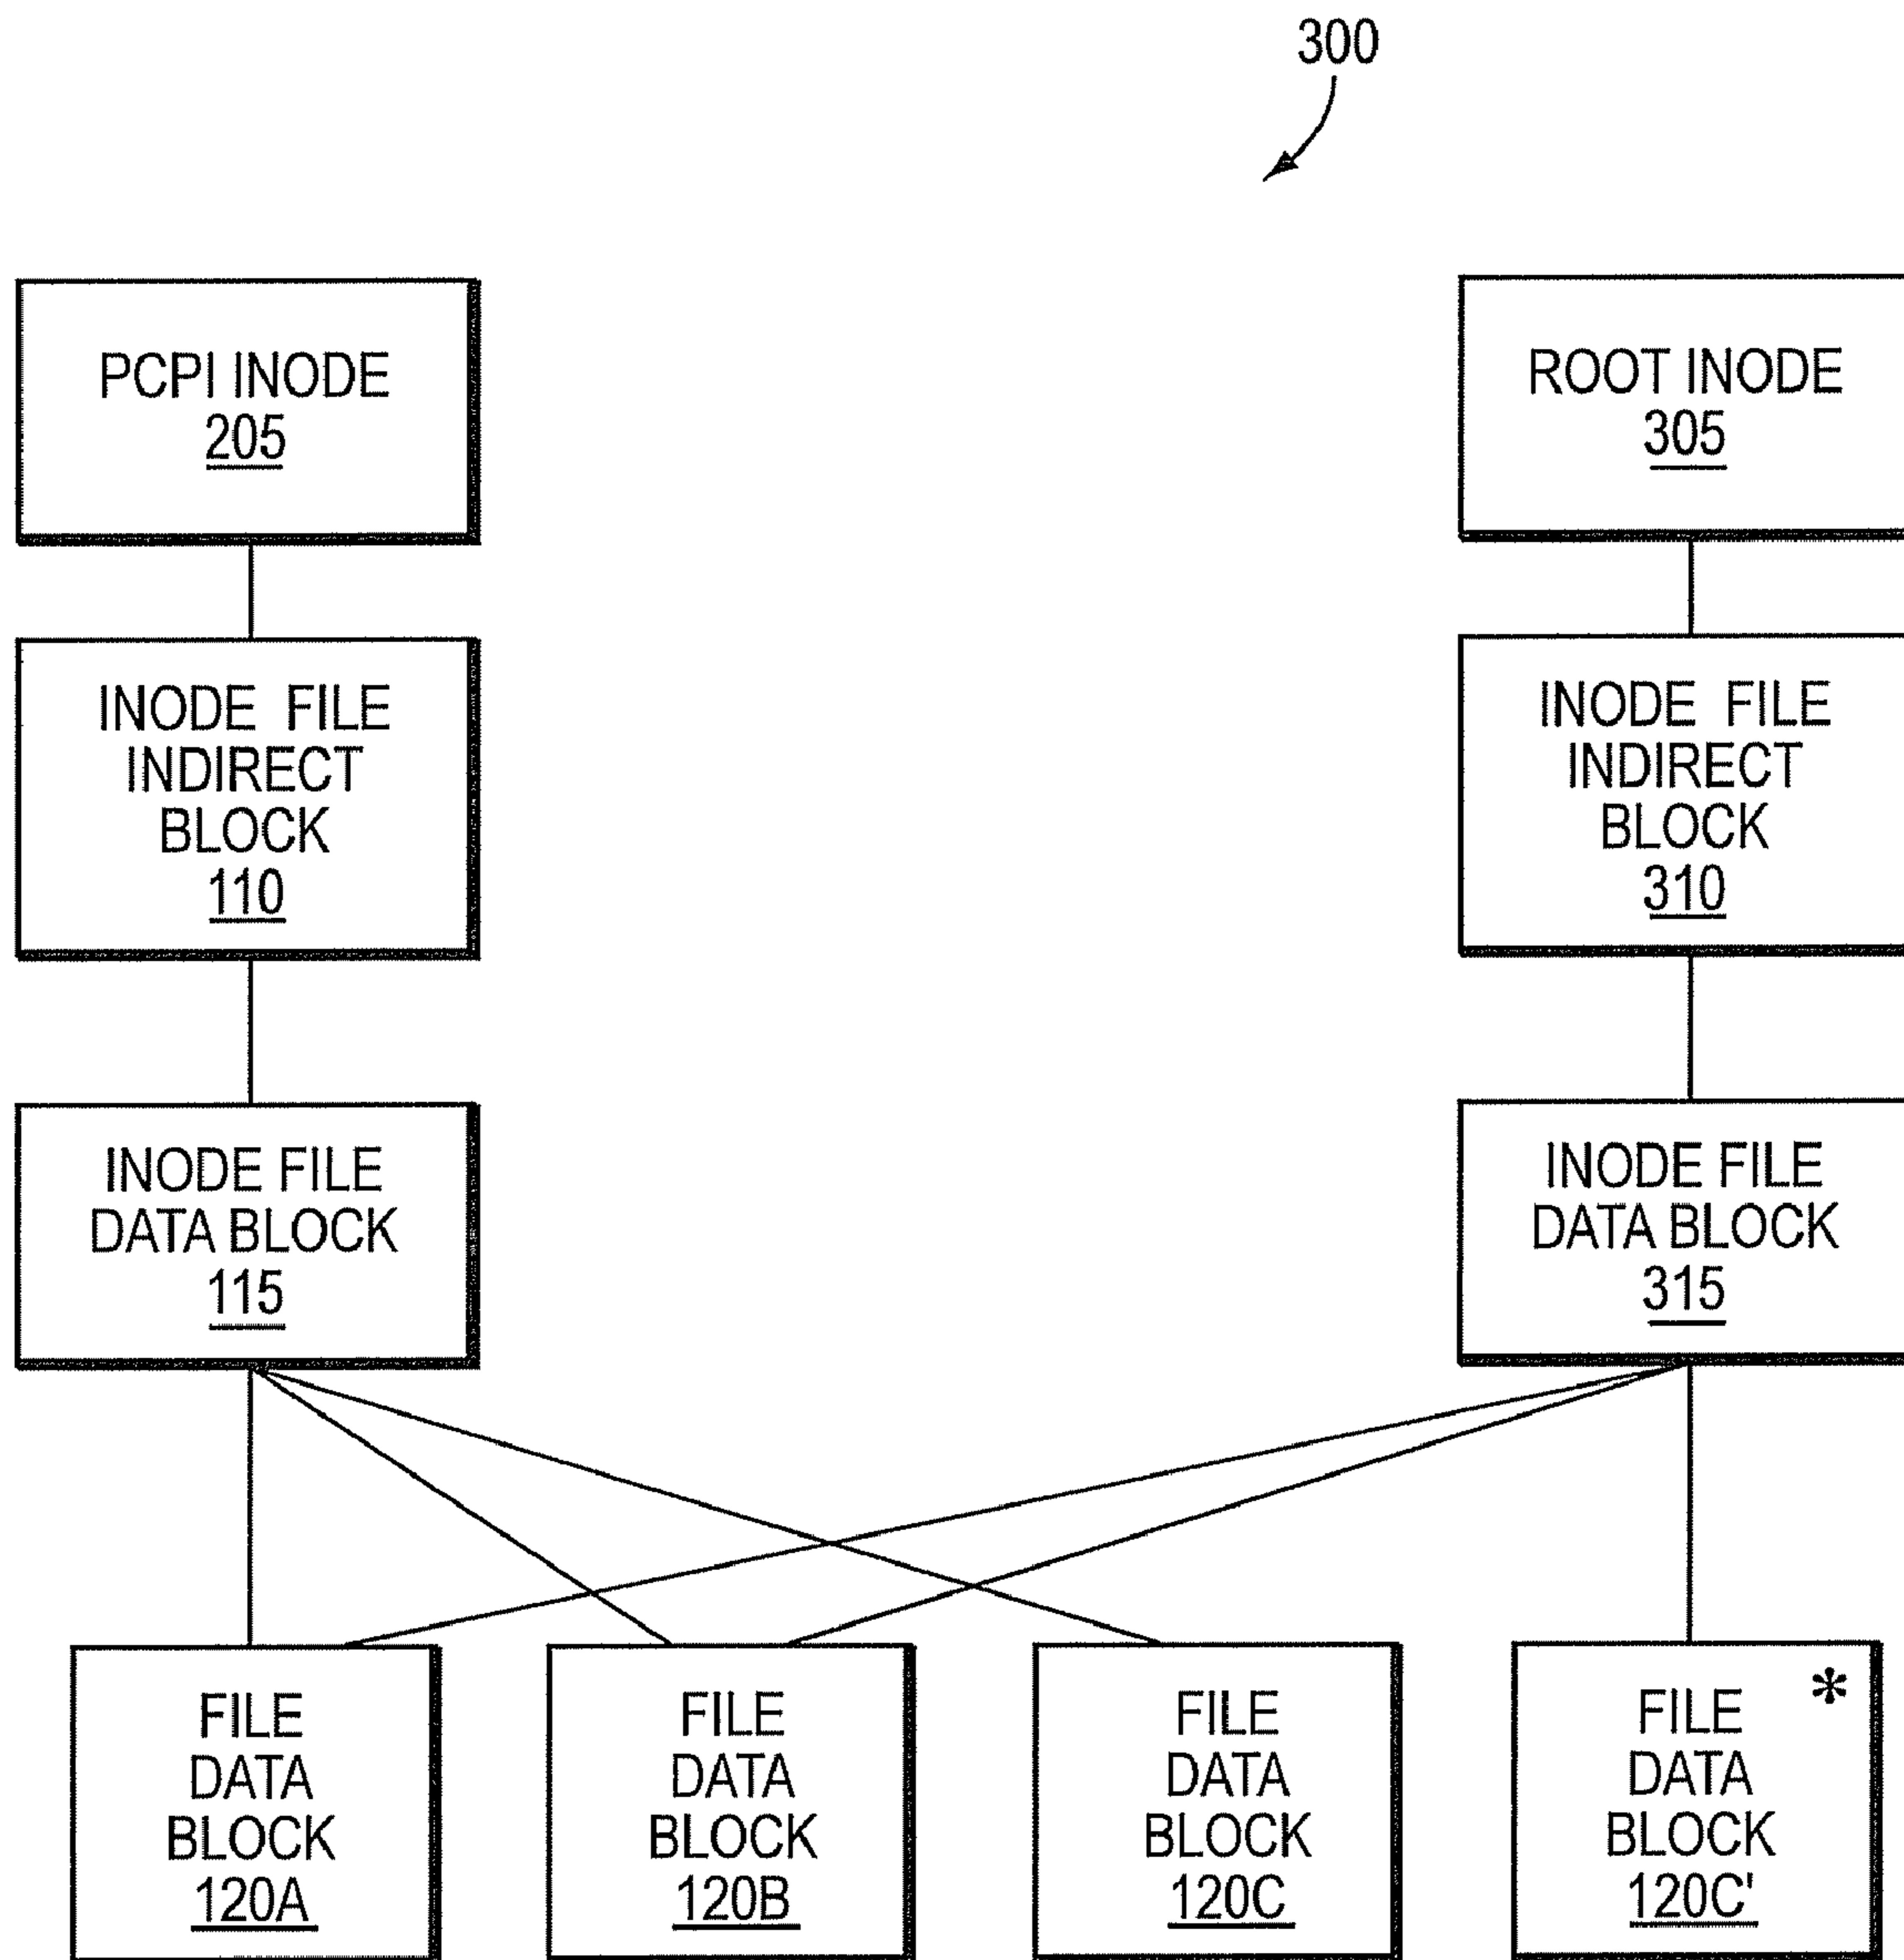 300
PCPI INODE
205
ROOT INODE
305
INODE FILE
INDIRECT
BLOCK
110
INODE FILE
INDIRECT
BLOCK
310
INODE FILE
DATA BLOCK
115
INODE FILE
DATA BLOCK
315
FILE
DATA
BLOCK
120A
FILE
DATA
BLOCK
120B
FILE
DATA
BLOCK
120C
*
FILE
DATA
BLOCK
120C'